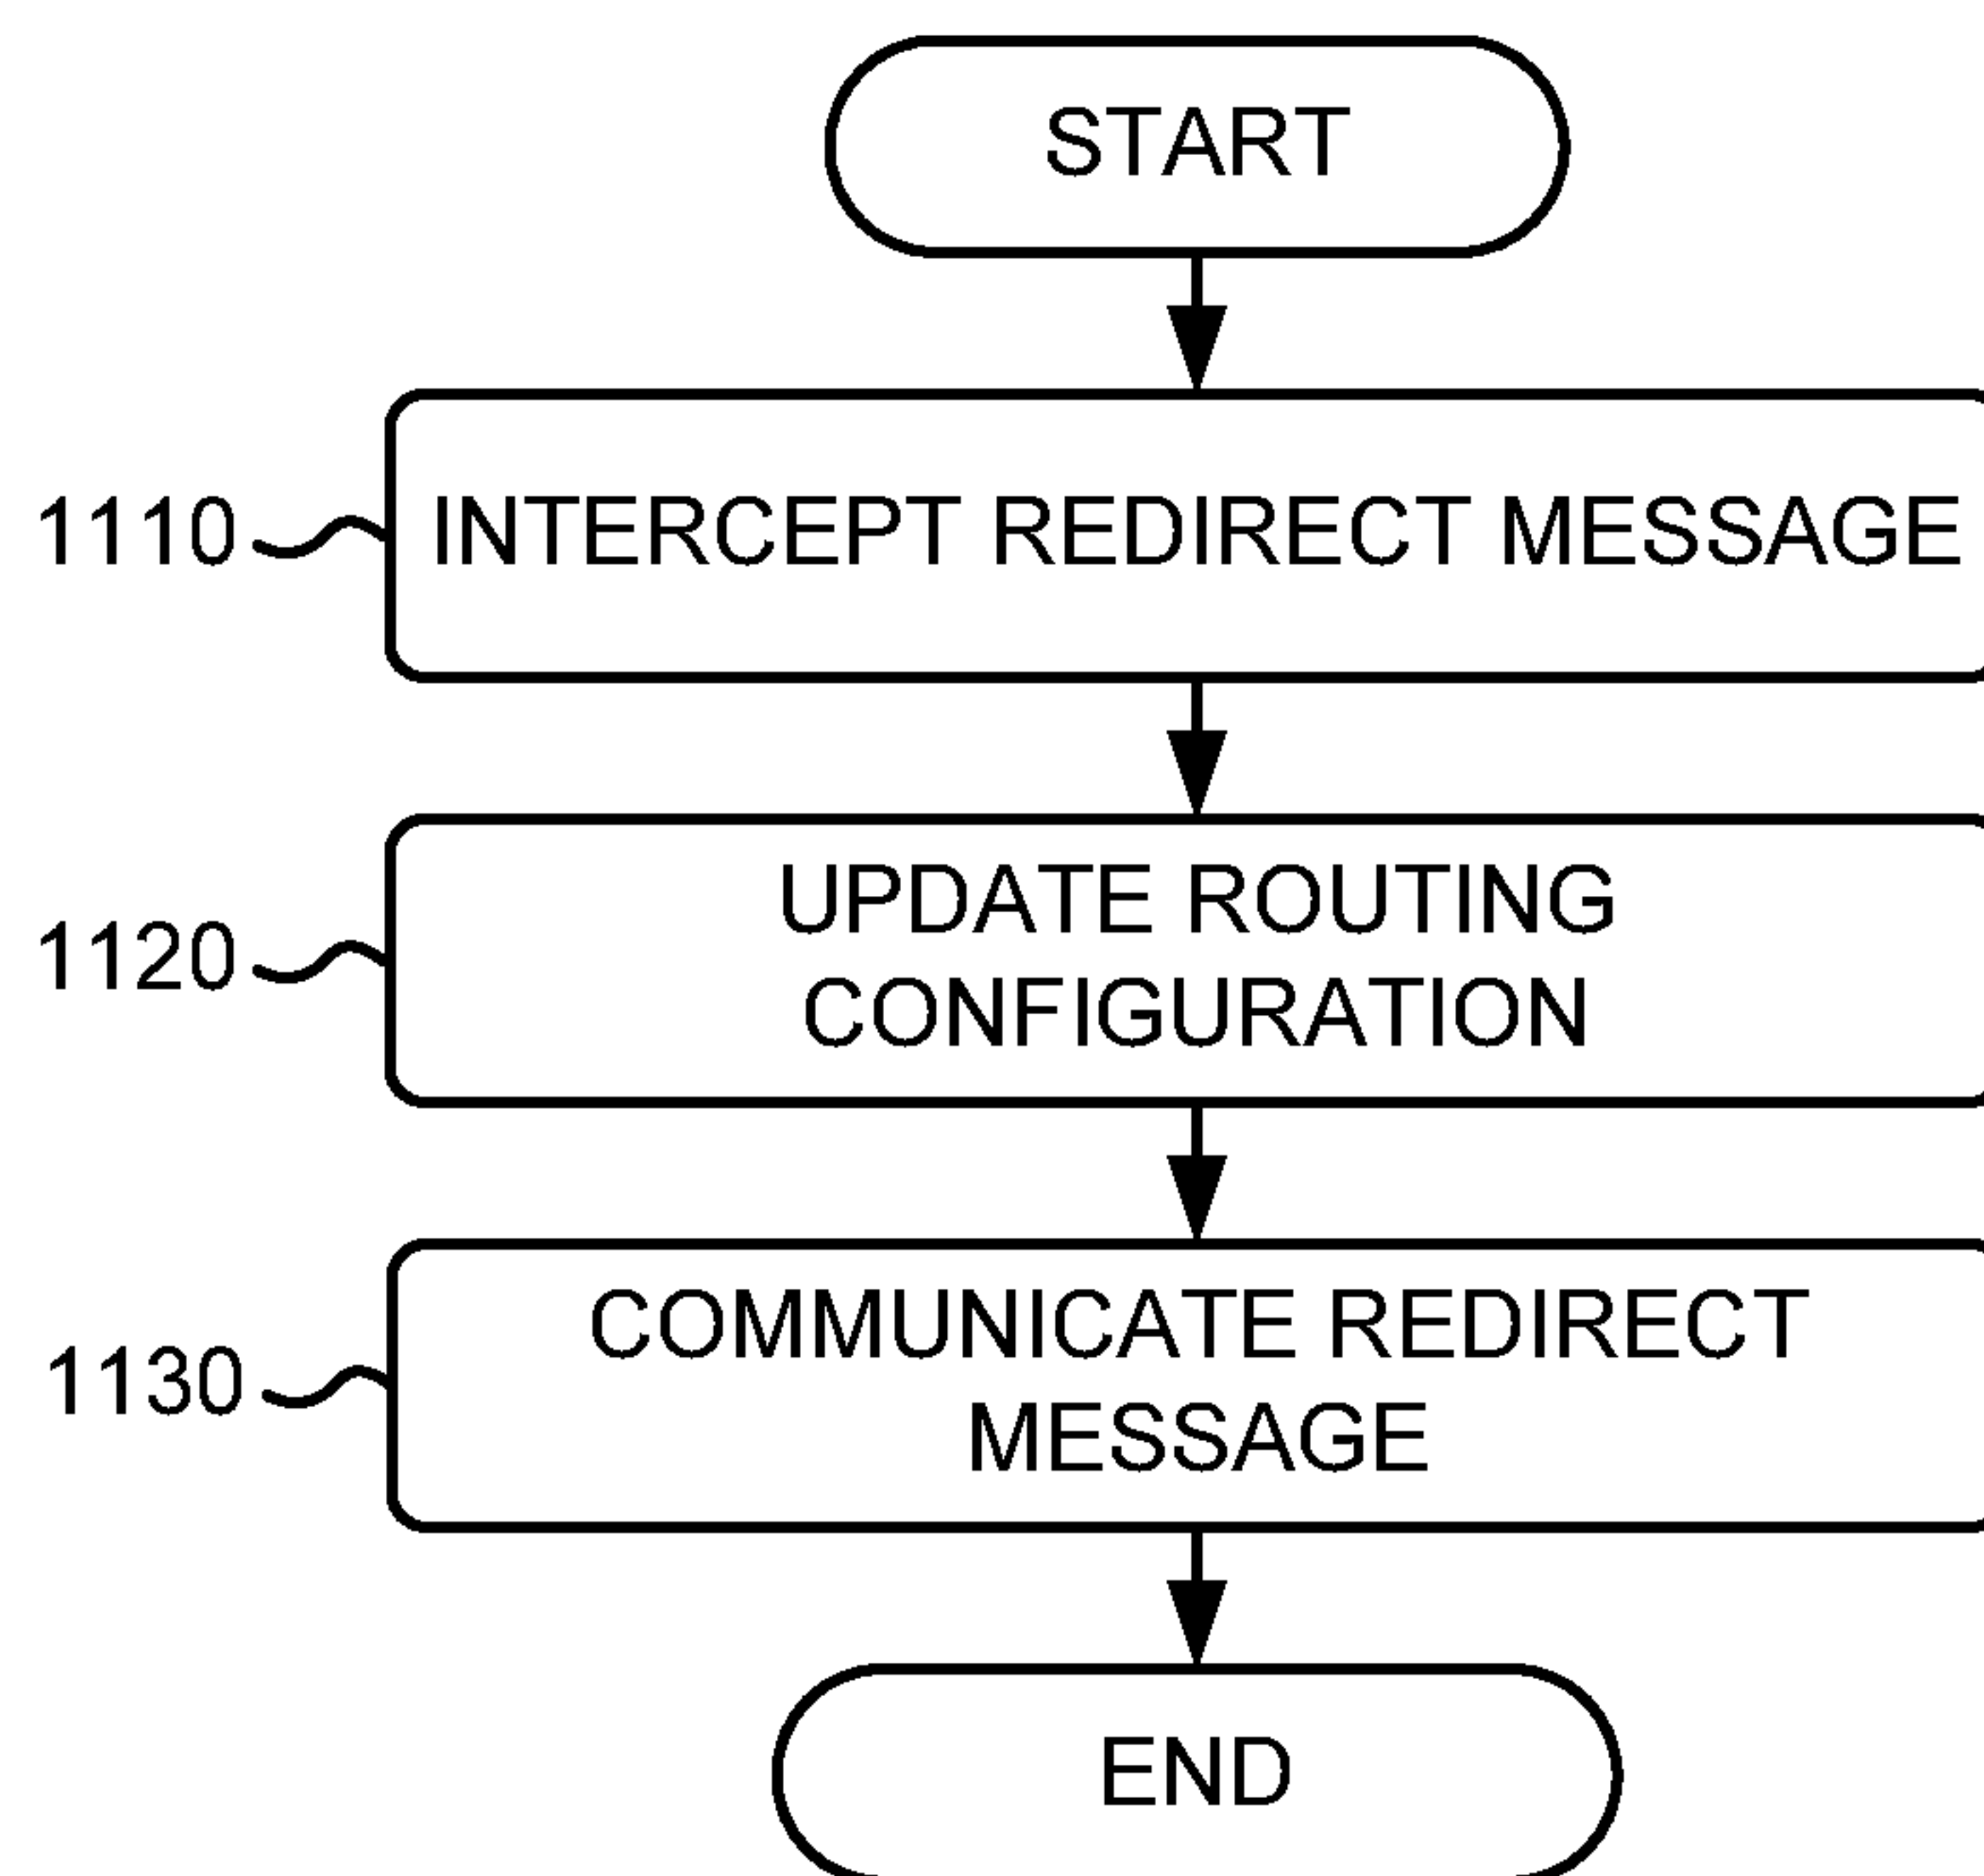 START
1110
INTERCEPT REDIRECT MESSAGE
1120
UPDATE ROUTING
CONFIGURATION
1130
COMMUNICATE REDIRECT
MESSAGE
END